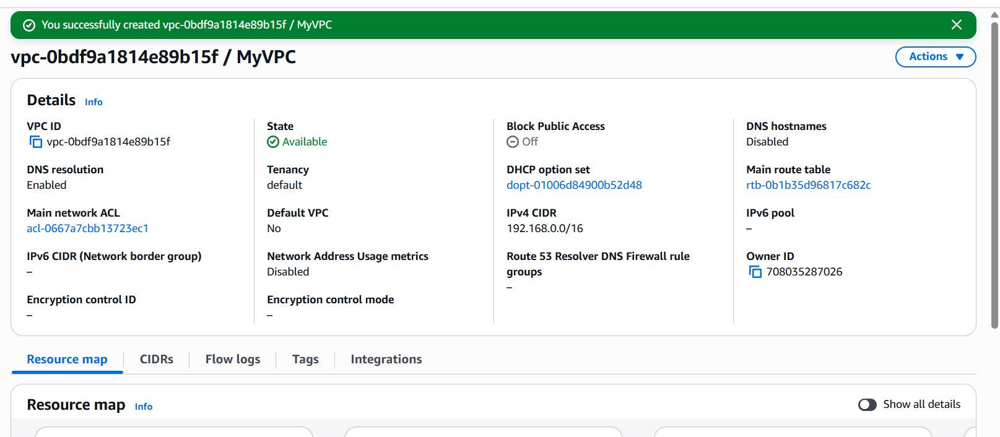 You successfully created vpc-0bdf9a1814e89b15f / MyVPC
vpc-0bdf9a1814e89b15f / MyVPC
Actions
Details Info
VPC ID
vpc-0bdf9a1814e89b15f
State
Available
Block Public Access
Off
DNS hostnames
Disabled
DNS resolution
Enabled
Tenancy
default
DHCP option set
dopt-01006d84900b52d48
Main route table
rtb-0b1b35d96817c682c
Main network ACL
acl-0667a7cbb13723ec1
Default VPC
No
IPv4 CIDR
192.168.0.0/16
IPv6 pool
–
IPv6 CIDR (Network border group)
–
Network Address Usage metrics
Disabled
Route 53 Resolver DNS Firewall rule
groups
–
Owner ID
708035287026
Encryption control ID
–
Encryption control mode
–
Resource map
CIDRs
Flow logs
Tags
Integrations
Resource map Info
Show all details